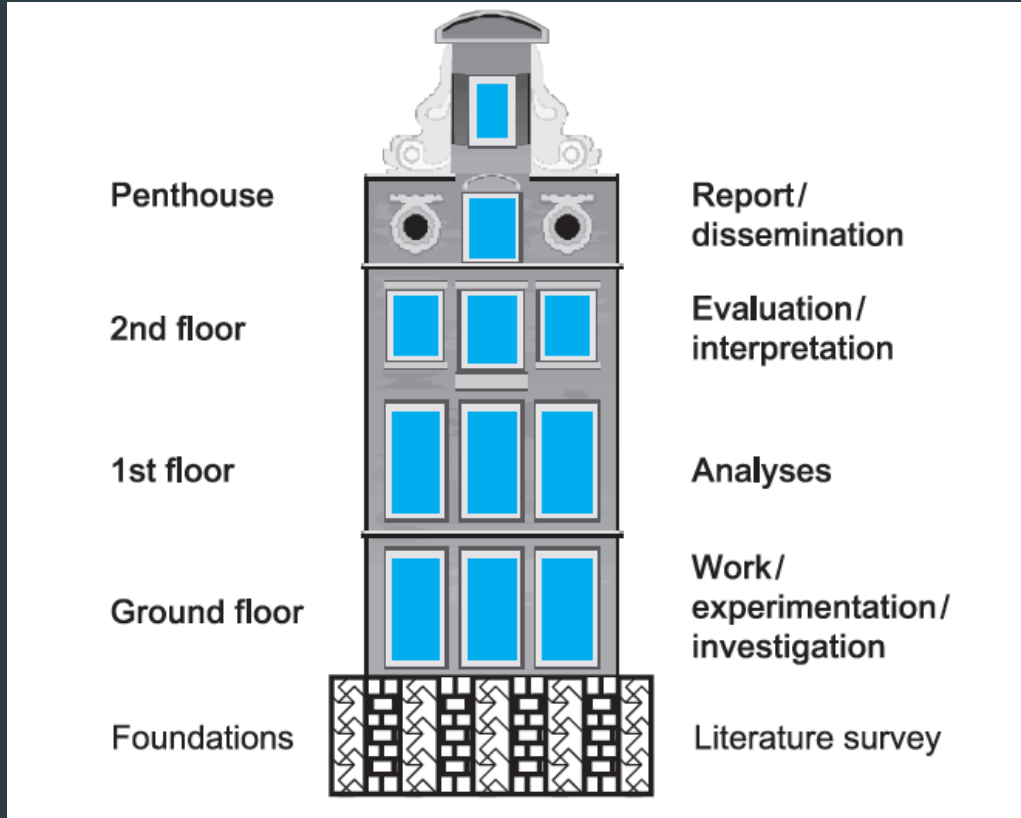 Penthouse
Report/
dissemination
2nd floor
Evaluation/
interpretation
1st floor
Analyses
Ground floor
Work/
experimentation/
investigation
Foundations
Literature survey